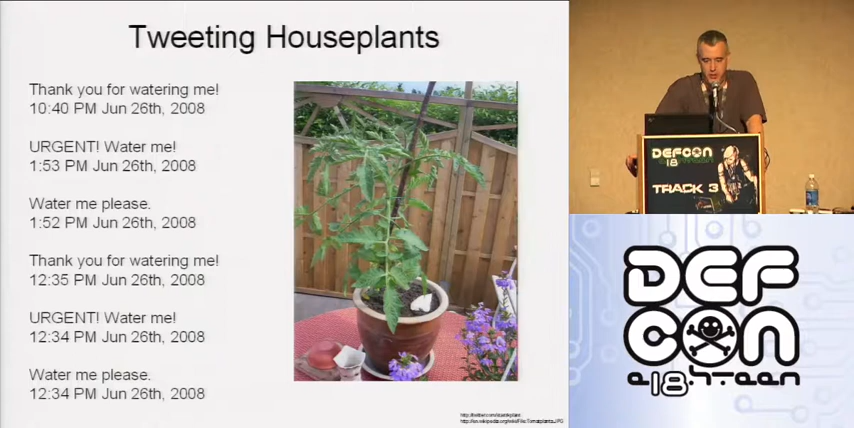 Tweeting Houseplants
Thank you for watering me!
10:40 PM Jun 26th, 2008
URGENT! Water me!
1:53 PM Jun 26th, 2008
Water me please.
1:52 PM Jun 26th, 2008
Thank you for watering me!
12:35 PM Jun 26th, 2008
URGENT! Water me!
12:34 PM Jun 26th, 2008
Water me please.
12:34 PM Jun 26th, 2008
DEFCON
18
TRACK 3
DEF
CON
e18hteen